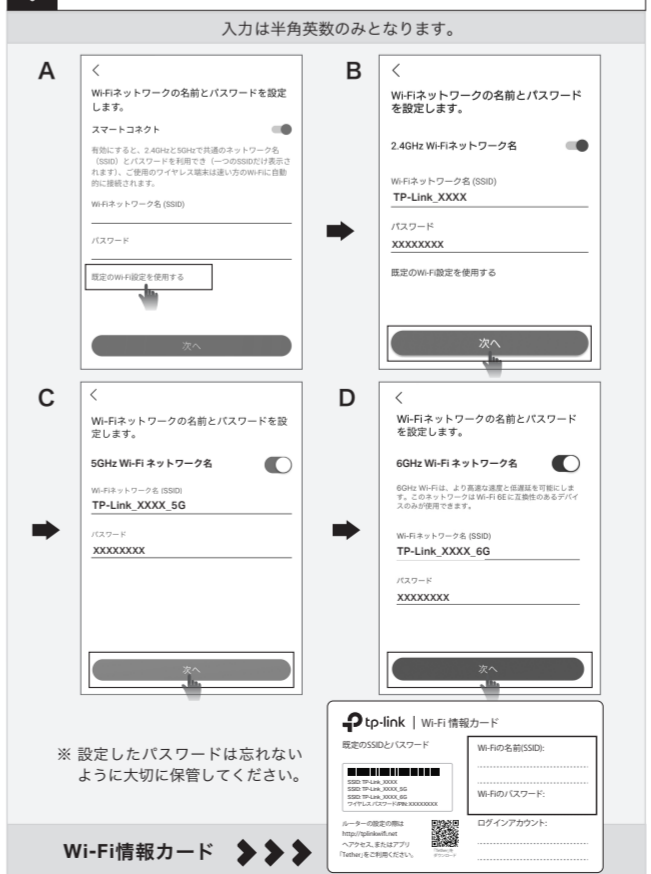 入力は半角英数のみとなります。
A
Wi-Fiネットワークの名前とパスワードを設定
します。
スマートコネクト
有効にすると、2.4GHzと5GHzで共通のネットワーク名
（SSID）とパスワードを利用でき（一つのSSIDだけ表示さ
れます）、ご使用のワイヤレス端末は速い方のWi-Fiに自動
的に接続されます。
Wi-Fiネットワーク名 (SSID)
パスワード
既定のWi-Fi設定を使用する
次へ
B
Wi-Fiネットワークの名前とパスワード
を設定します。
2.4GHz Wi-Fiネットワーク名
Wi-Fiネットワーク名 (SSID)
TP-Link_XXXX
パスワード
XXXXXXXX
既定のWi-Fi設定を使用する
次へ
C
Wi-Fiネットワークの名前とパスワードを設
定します。
5GHz Wi-Fi ネットワーク名
Wi-Fiネットワーク名 (SSID)
TP-Link_XXXX_5G
パスワード
XXXXXXXX
次へ
D
Wi-Fiネットワークの名前とパスワード
を設定します。
6GHz Wi-Fi ネットワーク名
6GHz Wi-Fiは、より高速な速度と低遅延を可能にしま
す。このネットワークは Wi-Fi 6Eに互換性のあるデバイ
スのみが使用できます。
Wi-Fiネットワーク名 (SSID)
TP-Link_XXXX_6G
パスワード
XXXXXXXX
次へ
※ 設定したパスワードは忘れない
ように大切に保管してください。
Wi-Fi情報カード
tp-link | Wi-Fi 情報カード
既定のSSIDとパスワード
SSID: TP-Link_XXXX
SSID: TP-Link_XXXX_5G
SSID: TP-Link_XXXX_6G
ワイヤレスパスワード/PIN: XXXXXXXX
ルーターの設定の際は
http://tplinkwifi.net
へアクセス、またはアプリ
「Tether」をご利用ください。
「Tether」を
ダウンロード
Wi-Fiの名前(SSID):
Wi-Fiのパスワード:
ログインアカウント: